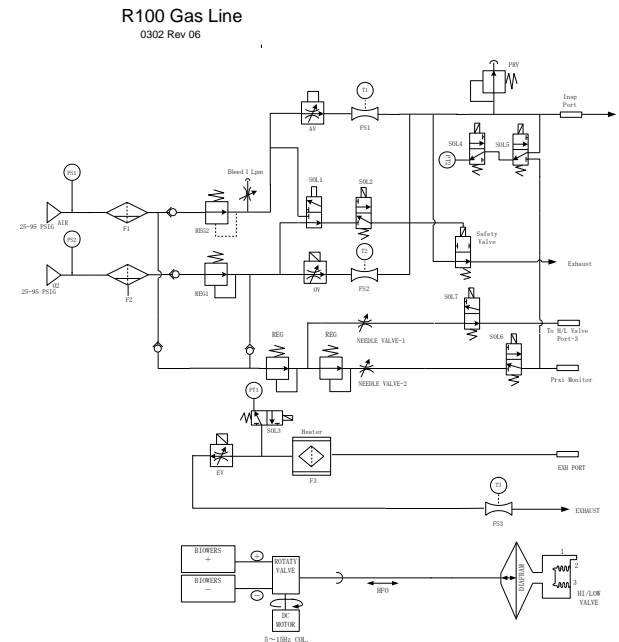 R100 Gas Line
0302 Rev 06
PRV
T1
Insp
Port
AV
FS1
SOL4
SOL5
PS1
Bleed 1 Lpm
SOL1
SOL2
AIR
25-95 PSIG
F1
REG2
PS2
Safety
Valve
T2
Exhaust
O2
25-95 PSIG
F2
REG1
OV
FS2
SOL7
REG
REG
NEEDLE VALVE-1
SOL6
To H/L Valve
Port-3
NEEDLE VALVE-2
Prxi Monitor
PT1
SOL3
Heater
EV
F3
EXH PORT
T3
EXHAUST
FS3
BIOWERS
+
+
ROTATY
VALVE
BIOWERS
−
−
HFO
DIAFRAM
1
2
3
HI/LOW
VALVE
DC
MOTOR
5～15Hz COL.